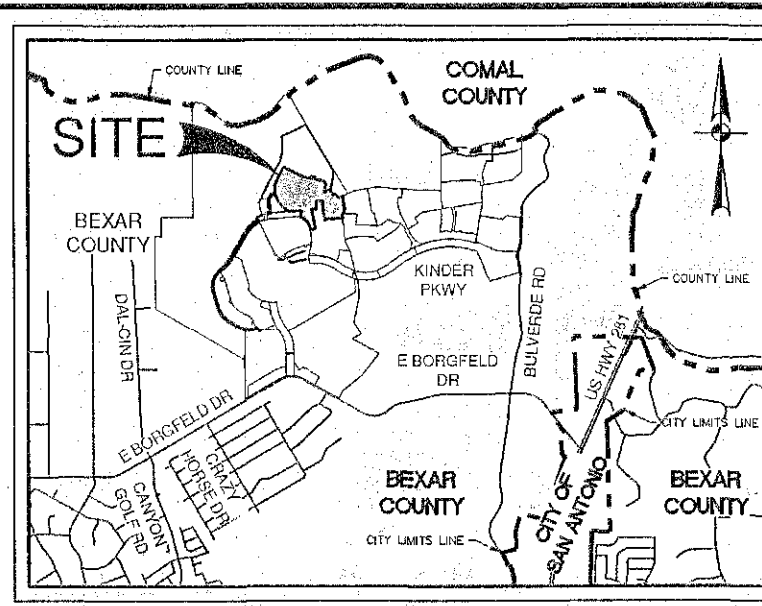 COUNTY LINE
COMAL
COUNTY
SITE
BEXAR
COUNTY
DAL-CIN DR
KINDER
PKWY
BULVERDE RD
COUNTY LINE
US HWY 281
E BORGFELD
DR
E BORGFELD DR
CITY LIMITS LINE
CRAZY
HORSE DR
CANYON
GOLF RD
BEXAR
COUNTY
CITY OF
SAN ANTONIO
BEXAR
COUNTY
CITY LIMITS LINE